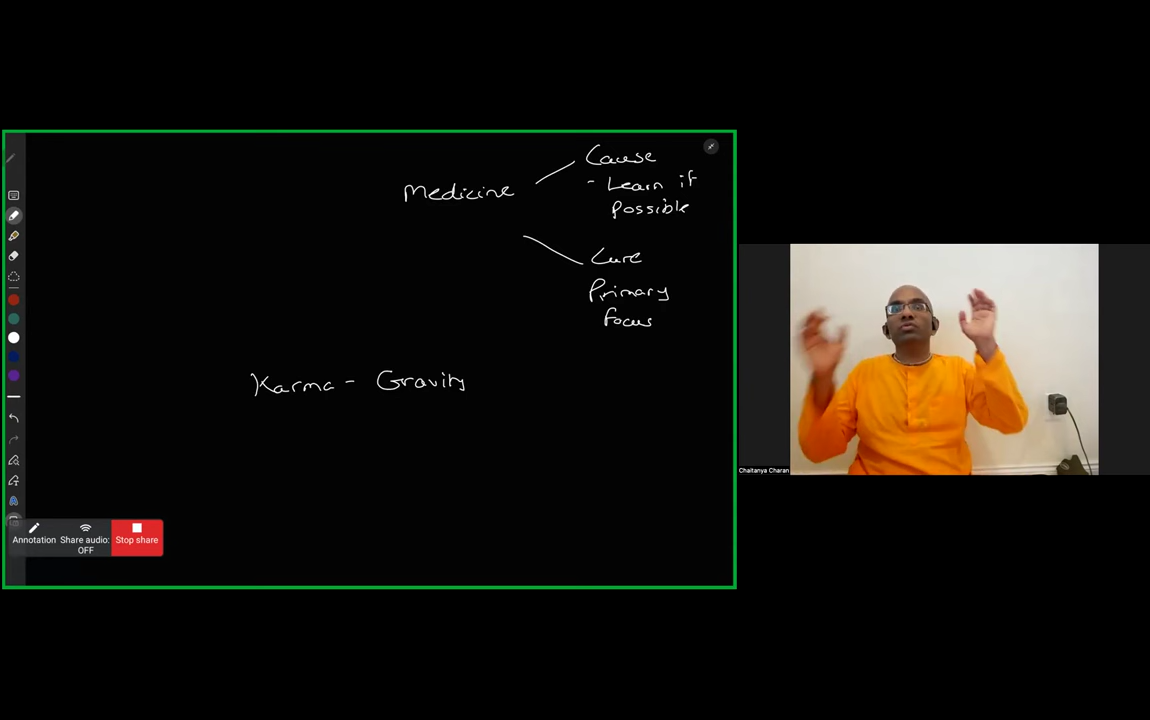 Cause
Medicine
- Learn if
possible
Cure
Primary
Focus
Karma - Gravity
Annotation
Share audio:
OFF
Stop share
Chaitanya Charan